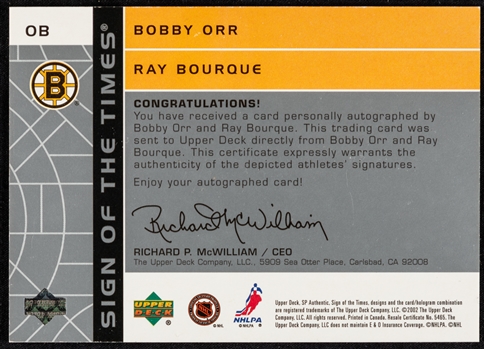 OB
SIGN OF THE TIMES®
B
BOBBY ORR
RAY BOURQUE
CONGRATULATIONS!
You have received a card personally autographed by
Bobby Orr and Ray Bourque. This trading card was
sent to Upper Deck directly from Bobby Orr and Ray
Bourque. This certificate expressly warrants the
authenticity of the depicted athletes' signatures.
Enjoy your autographed card!
Richard McWilliam
RICHARD P. McWILLIAM / CEO
The Upper Deck Company, LLC., 5909 Sea Otter Place, Carlsbad, CA 92008
UPPER
DECK
NHL
NHLPA
©NHL
©NHLPA
Upper Deck, SP Authentic, Sign of the Times, designs and the card/hologram combination
are registered trademarks of The Upper Deck Company, LLC. ©2002 The Upper Deck
Company, LLC. All Rights Reserved. Printed in Canada. Resale Certificate No. 5465. The Upper
Deck Company, LLC does not maintain E & O Insurance Coverage. ©NHLPA. ©NHL